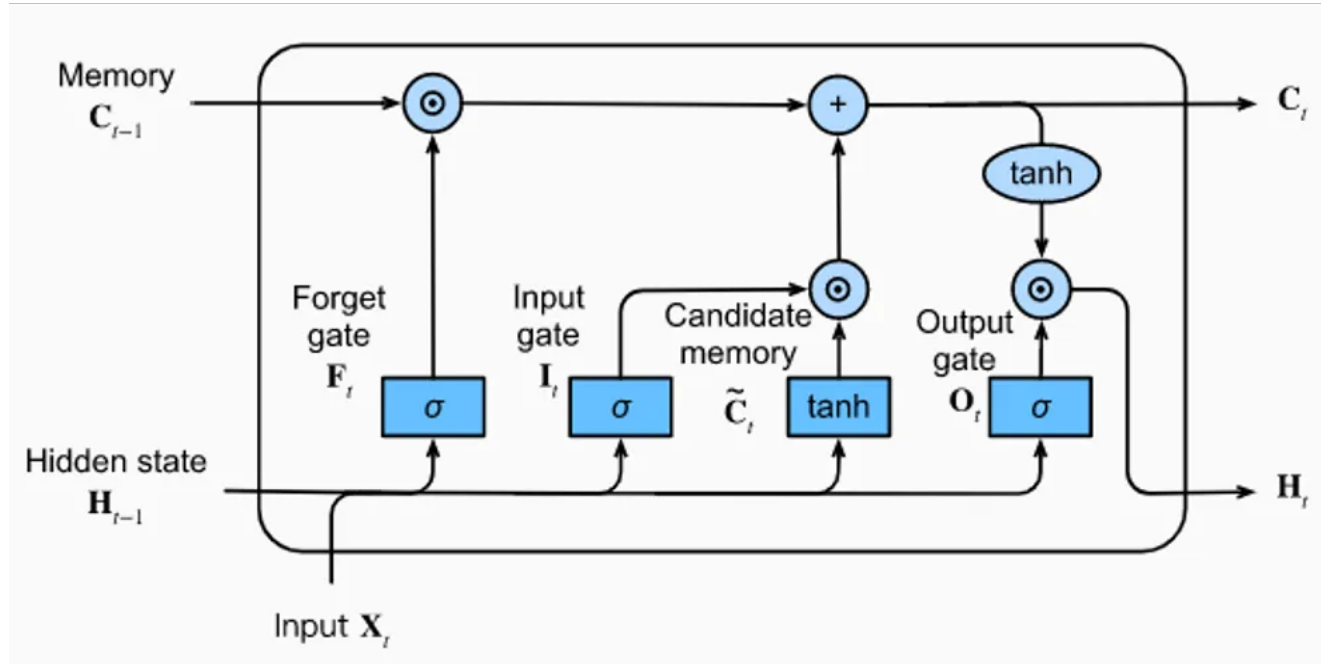 Memory
C_{t-1}
⊙
+
C_t
tanh
Forget
gate
F_t
Input
gate
I_t
⊙
Candidate
memory
C̃_t
⊙
Output
gate
O_t
σ
σ
tanh
σ
Hidden state
H_{t-1}
H_t
Input X_t